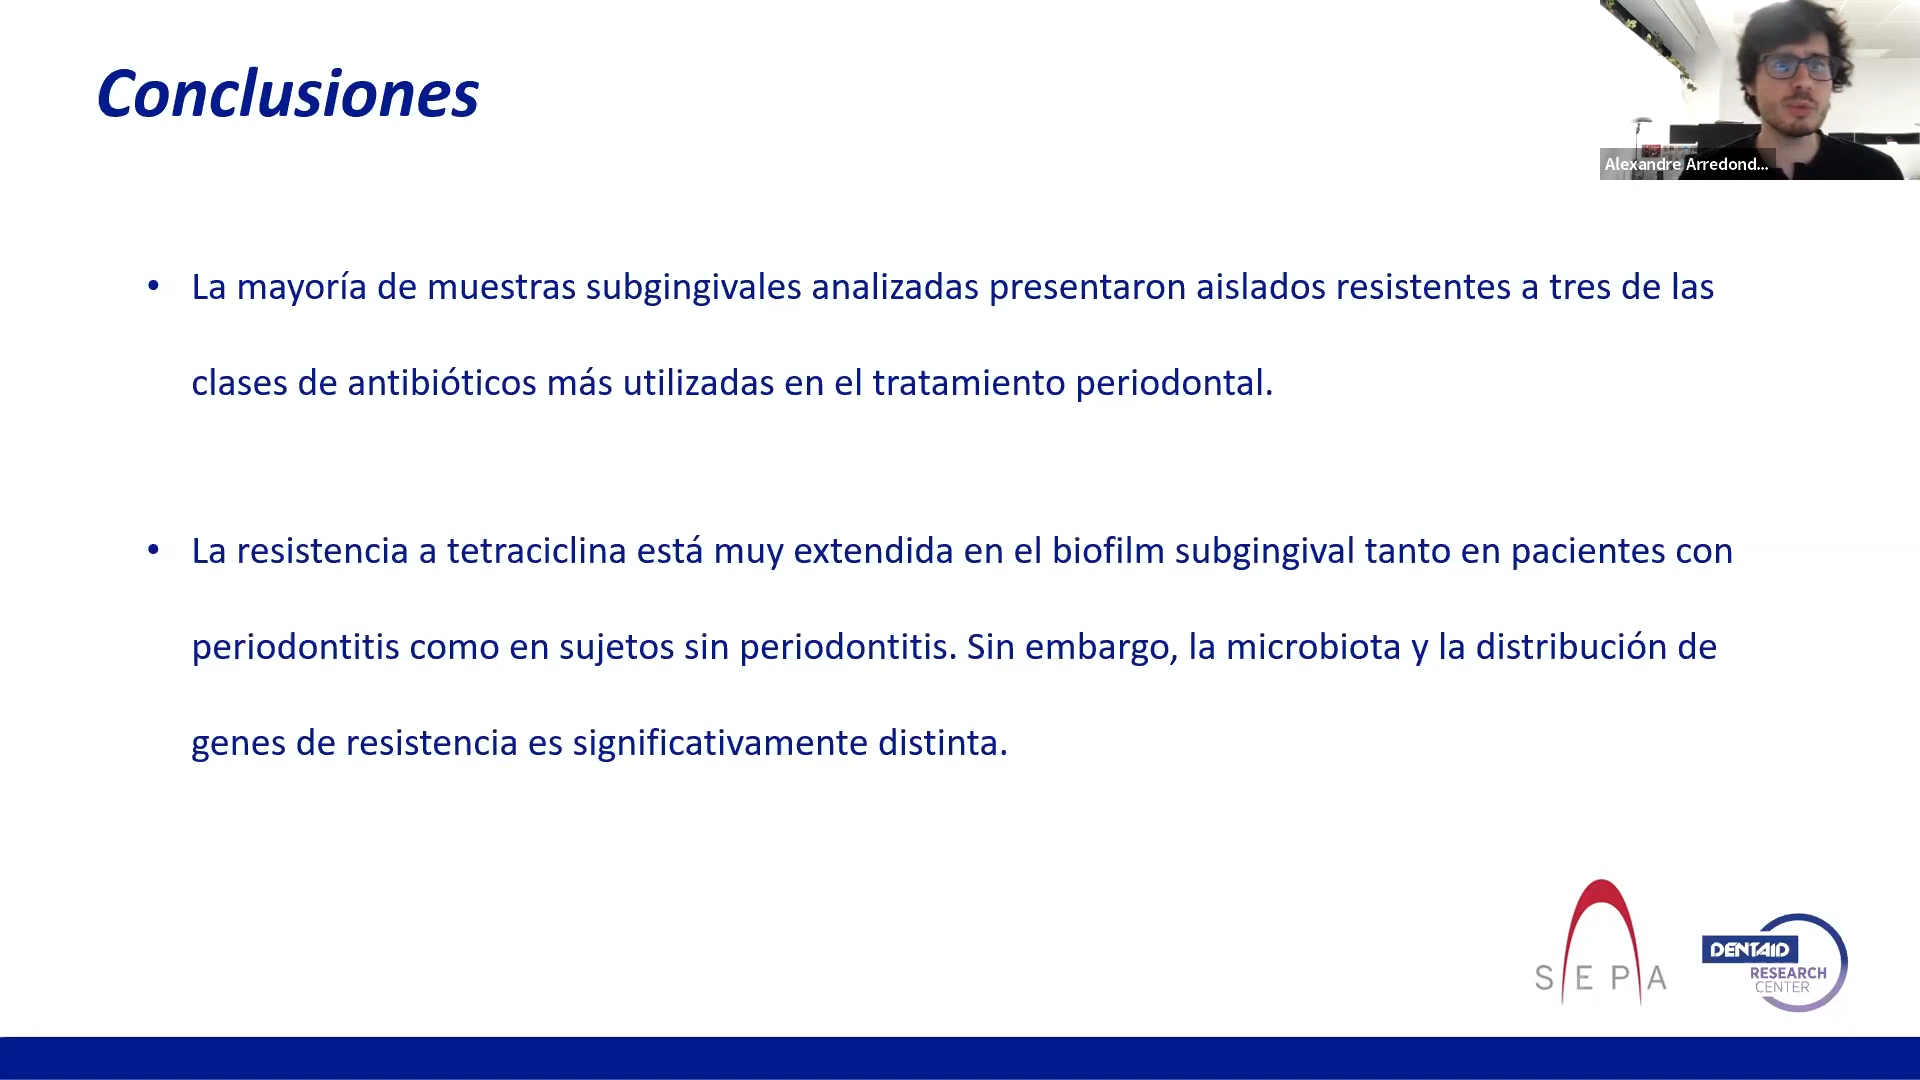 Conclusiones
Alexandre Arredond...
• La mayoría de muestras subgingivales analizadas presentaron aislados resistentes a tres de las
clases de antibióticos más utilizadas en el tratamiento periodontal.
• La resistencia a tetraciclina está muy extendida en el biofilm subgingival tanto en pacientes con
periodontitis como en sujetos sin periodontitis. Sin embargo, la microbiota y la distribución de
genes de resistencia es significativamente distinta.
SEPA
DENTAID
RESEARCH
CENTER